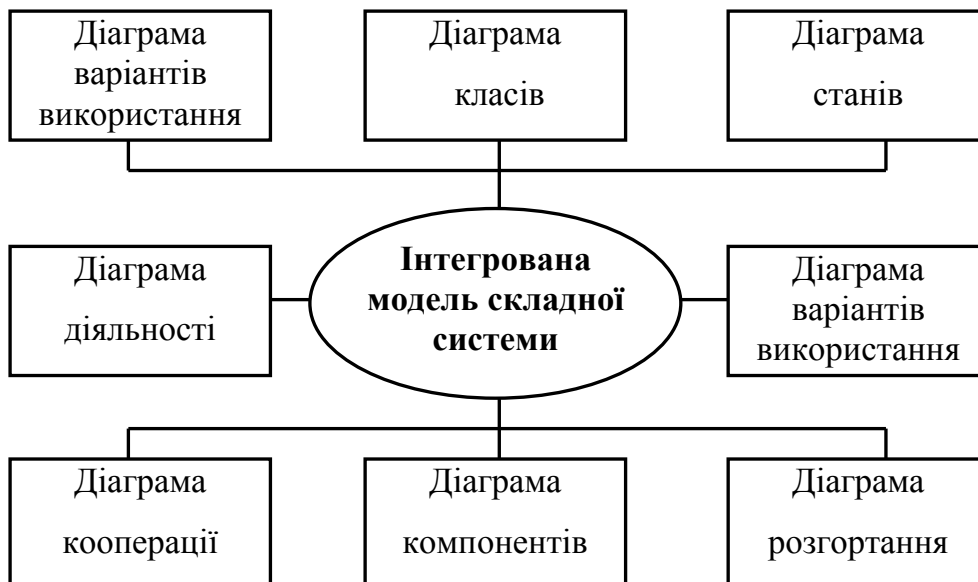 Діаграма
варіантів
використання
Діаграма
класів
Діаграма
станів
Діаграма
діяльності
Інтегрована
модель складної
системи
Діаграма
варіантів
використання
Діаграма
кооперації
Діаграма
компонентів
Діаграма
розгортання